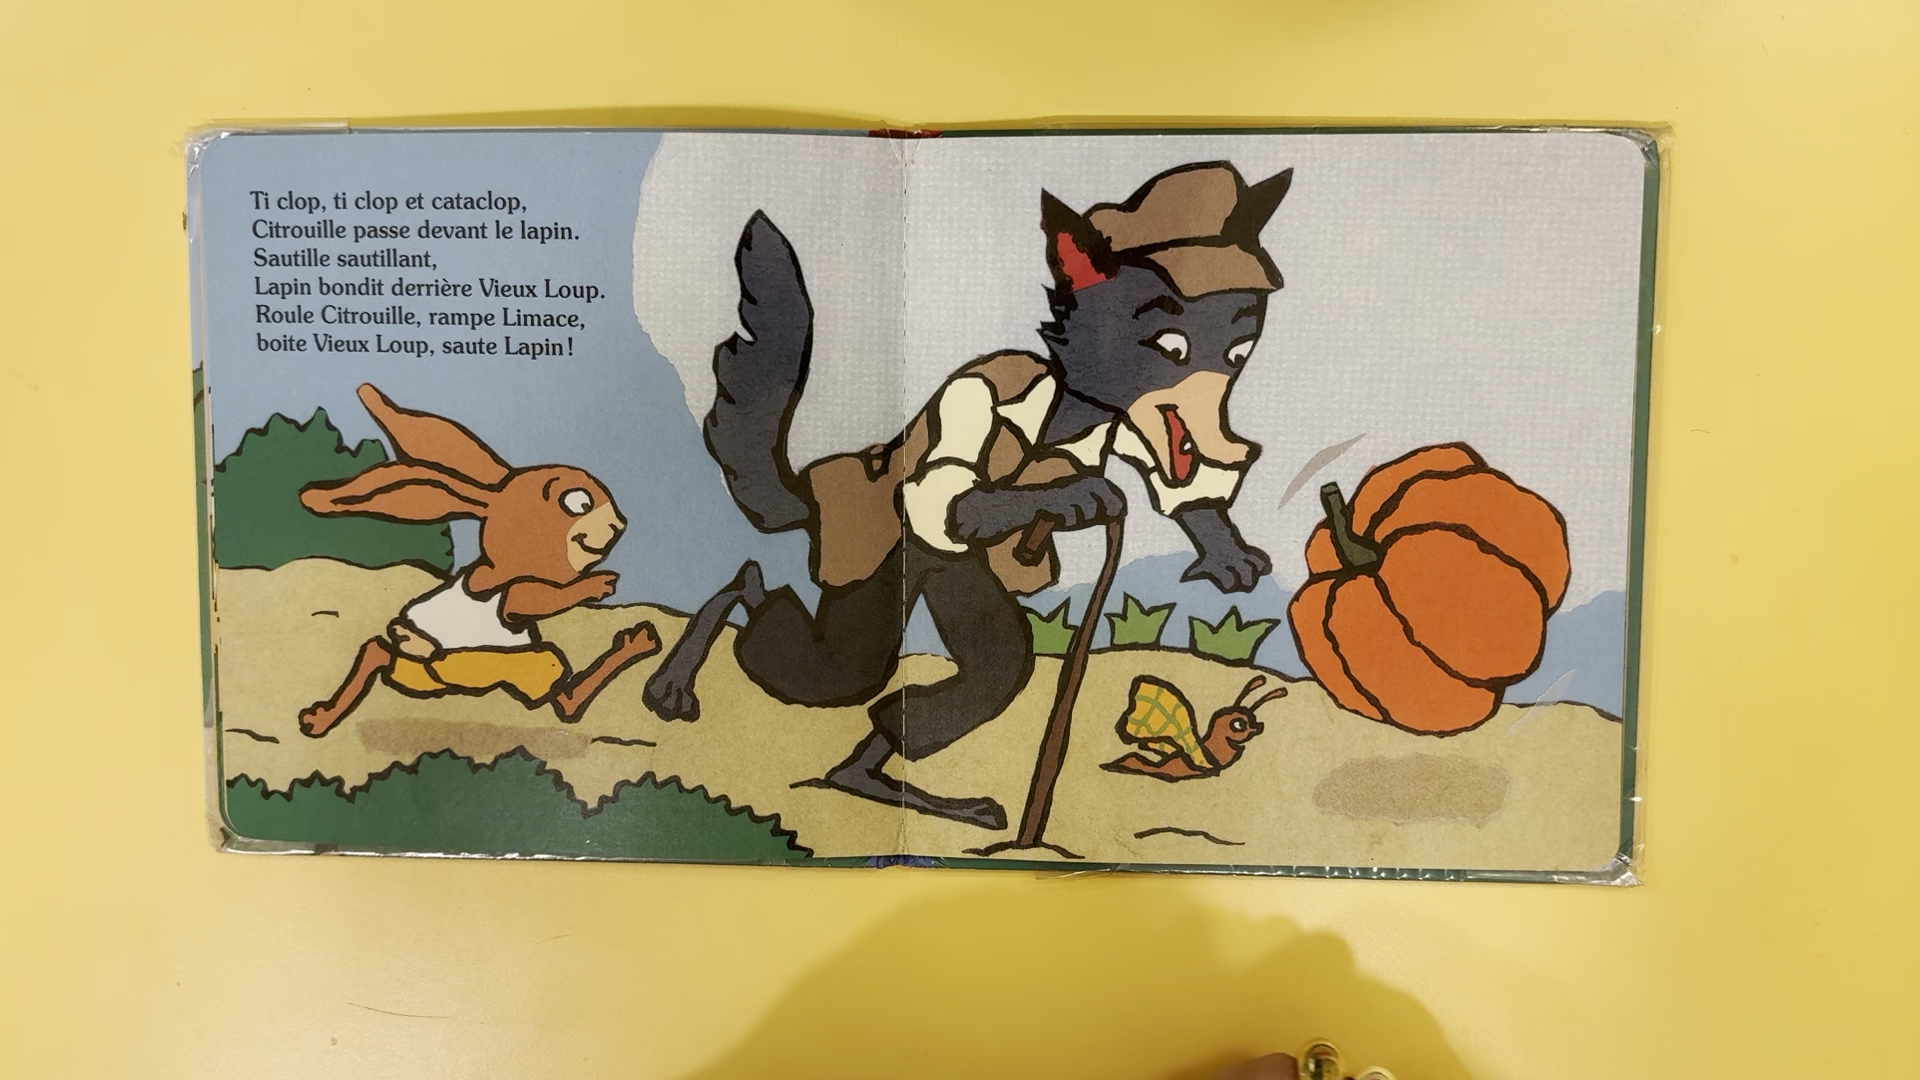 Ti clop, ti clop et cataclop,
Citrouille passe devant le lapin.
Sautille sautillant,
Lapin bondit derrière Vieux Loup.
Roule Citrouille, rampe Limace,
boite Vieux Loup, saute Lapin !